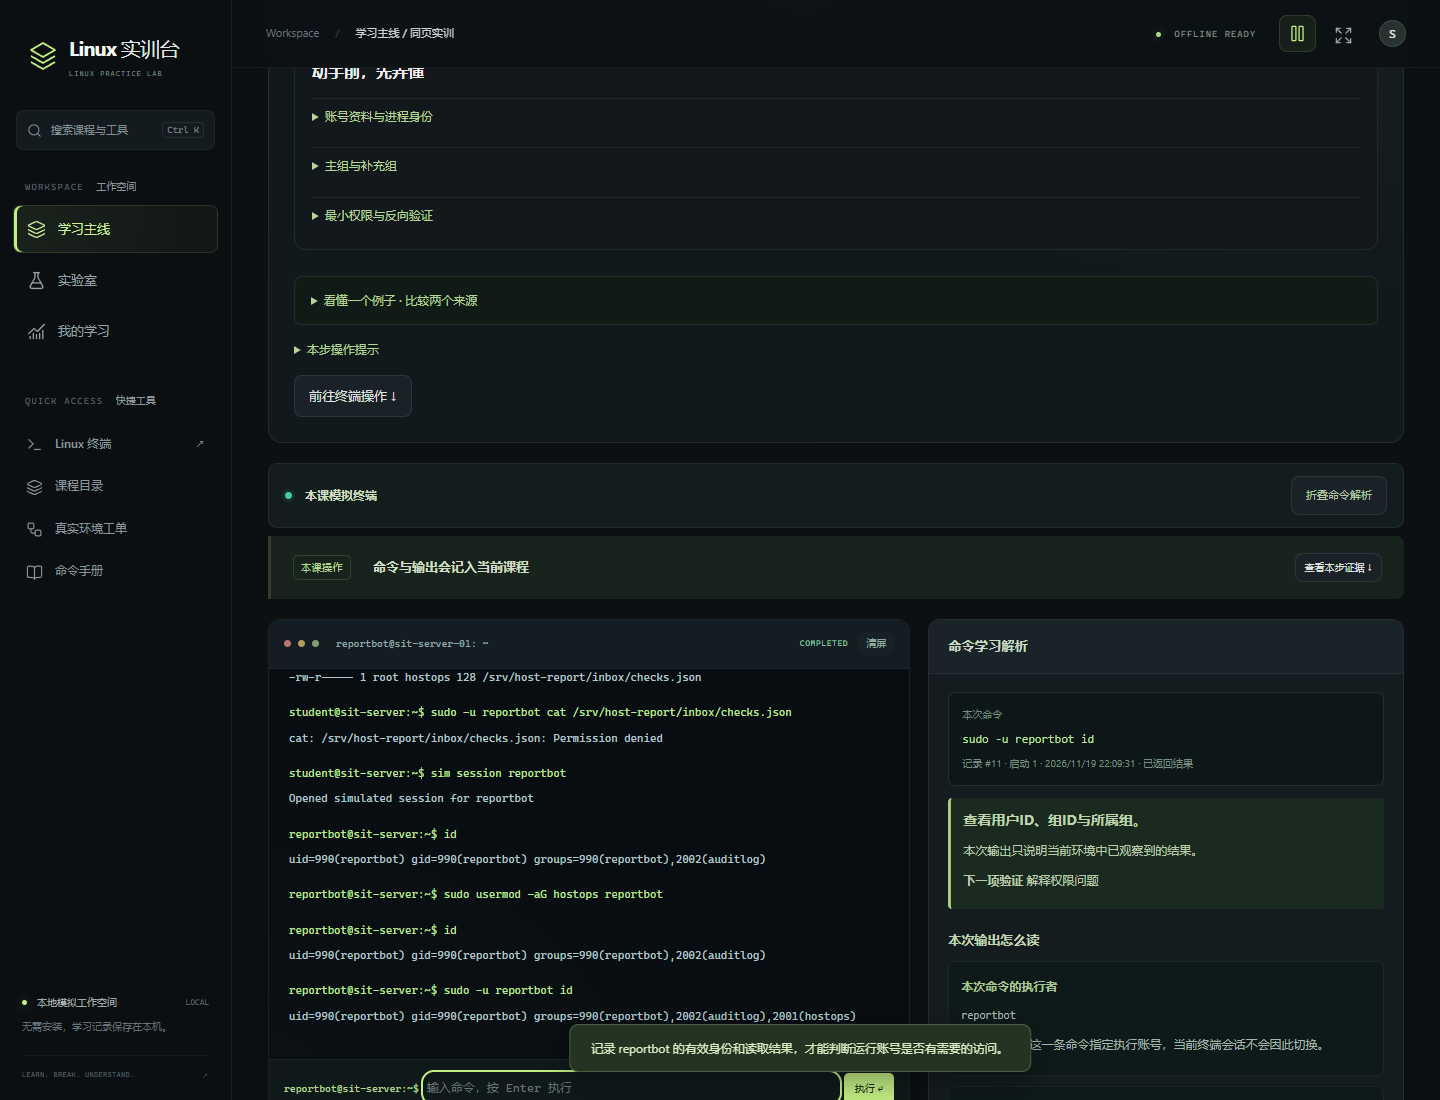 Linux 实训台
LINUX PRACTICE LAB
搜索课程与工具
Ctrl K
WORKSPACE 工作空间
学习主线
实验室
我的学习
QUICK ACCESS 快捷工具
Linux 终端 ↗
课程目录
真实环境工单
命令手册
本地模拟工作空间 LOCAL
无需安装，学习记录保存在本机。
LEARN. BREAK. UNDERSTAND. ↗
Workspace / 学习主线 / 同页实训
OFFLINE READY
S
动手前，先弄懂
▶ 账号资料与进程身份
▶ 主组与补充组
▶ 最小权限与反向验证
▶ 看懂一个例子 · 比较两个来源
▶ 本步操作提示
前往终端操作 ↓
本课模拟终端
折叠命令解析
本课操作 命令与输出会记入当前课程
查看本步证据 ↓
reportbot@sit-server-01: ~
COMPLETED 清屏
-rw-r----- 1 root hostops 128 /srv/host-report/inbox/checks.json
student@sit-server:~$ sudo -u reportbot cat /srv/host-report/inbox/checks.json
cat: /srv/host-report/inbox/checks.json: Permission denied
student@sit-server:~$ sim session reportbot
Opened simulated session for reportbot
reportbot@sit-server:~$ id
uid=990(reportbot) gid=990(reportbot) groups=990(reportbot),2002(auditlog)
reportbot@sit-server:~$ sudo usermod -aG hostops reportbot
reportbot@sit-server:~$ id
uid=990(reportbot) gid=990(reportbot) groups=990(reportbot),2002(auditlog)
reportbot@sit-server:~$ sudo -u reportbot id
uid=990(reportbot) gid=990(reportbot) groups=990(reportbot),2002(auditlog),2001(hostops)
reportbot@sit-server:~$ 输入命令，按 Enter 执行
执行 ↲
命令学习解析
本次命令
sudo -u reportbot id
记录 #11 · 启动 1 · 2026/11/19 22:09:31 · 已返回结果
查看用户ID、组ID与所属组。
本次输出只说明当前环境中已观察到的结果。
下一项验证 解释权限问题
本次输出怎么读
本次命令的执行者
reportbot
这一条命令指定执行账号，当前终端会话不会因此切换。
记录 reportbot 的有效身份和读取结果，才能判断运行账号是否有需要的访问。